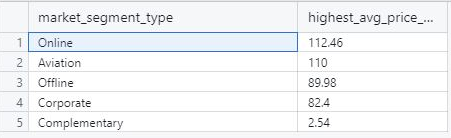 market_segment_type highest_avg_price_...
1 Online 112.46
2 Aviation 110
3 Offline 89.98
4 Corporate 82.4
5 Complementary 2.54